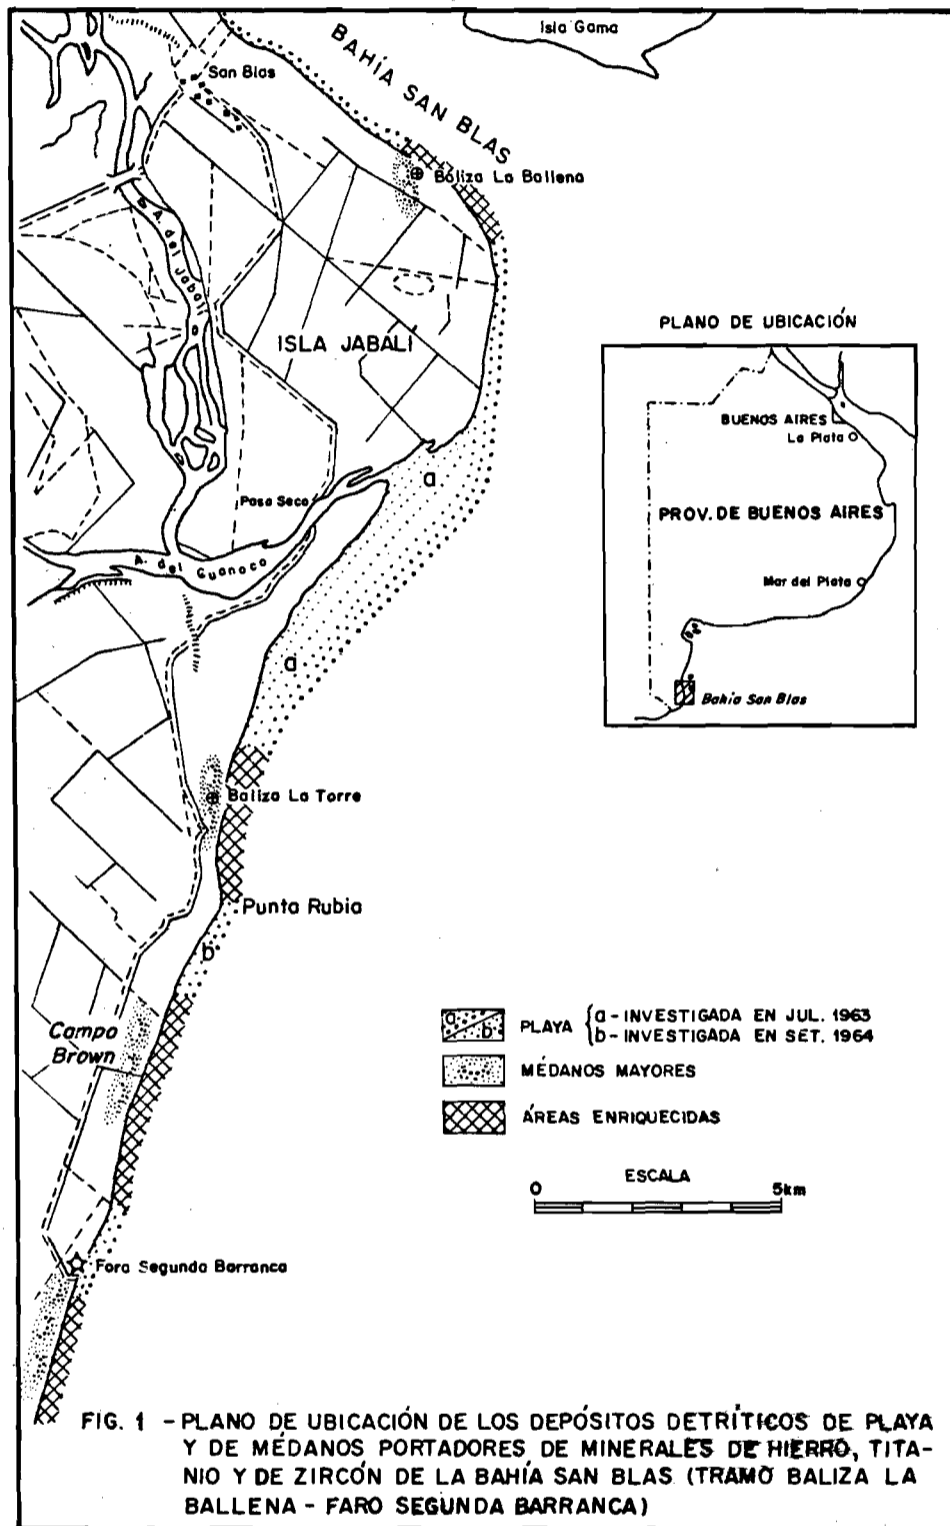 Isla Gama
BAHÍA SAN BLAS
San Blas
Baliza La Ballena
A. del Jabalí
ISLA JABALÍ
PLANO DE UBICACIÓN
BUENOS AIRES
La Plata
PROV. DE BUENOS AIRES
Mar del Plata
Bahía San Blas
a
Paso Seco
A. del Guanaco
a
Baliza La Torre
Punta Rubia
b
Campo
Brown
a
b
PLAYA
a - INVESTIGADA EN JUL. 1963
b - INVESTIGADA EN SET. 1964
MÉDANOS MAYORES
ÁREAS ENRIQUECIDAS
ESCALA
0 5km
Faro Segunda Barranca
FIG. 1 - PLANO DE UBICACIÓN DE LOS DEPÓSITOS DETRÍTICOS DE PLAYA
Y DE MÉDANOS PORTADORES DE MINERALES DE HIERRO, TITA-
NIO Y DE ZIRCÓN DE LA BAHÍA SAN BLAS (TRAMO BALIZA LA
BALLENA - FARO SEGUNDA BARRANCA)